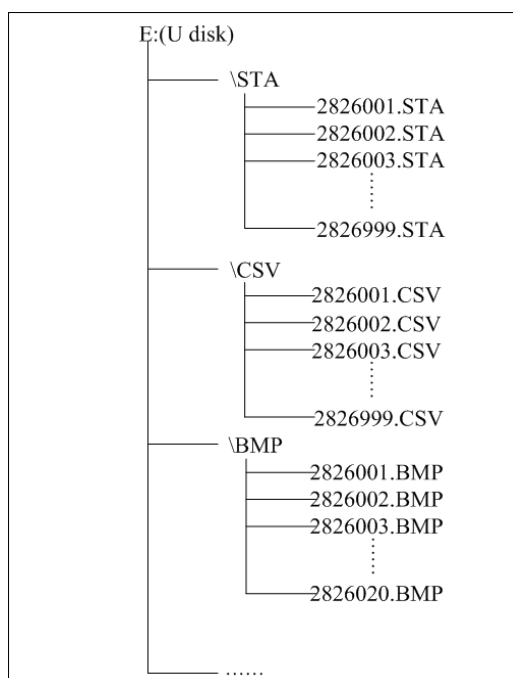 E:(U disk)
\STA
2826001.STA
2826002.STA
2826003.STA
2826999.STA
\CSV
2826001.CSV
2826002.CSV
2826003.CSV
2826999.CSV
\BMP
2826001.BMP
2826002.BMP
2826003.BMP
2826020.BMP
......